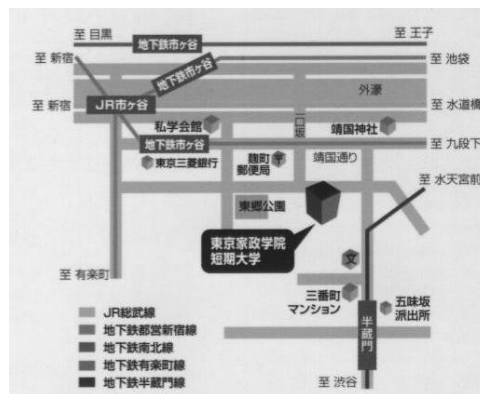 至 目黒
至 王子
地下鉄市ヶ谷
至 新宿
地下鉄市ヶ谷
至 池袋
外濠
至 新宿
JR市ヶ谷
至 水道橋
私学会館
一口坂
靖国神社
地下鉄市ヶ谷
至 九段下
東京三菱銀行
麹町
郵便局
靖国通り
至 水天宮前
東郷公園
東京家政学院
短期大学
文
至 有楽町
三番町
マンション
五味坂
派出所
半蔵門
至 渋谷
JR総武線
地下鉄都営新宿線
地下鉄南北線
地下鉄有楽町線
地下鉄半蔵門線